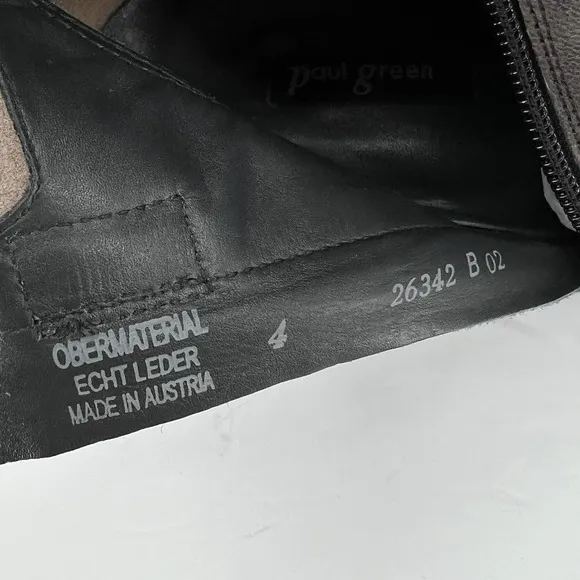 paul green
26342 B 02
4
OBERMATERIAL
ECHT LEDER
MADE IN AUSTRIA